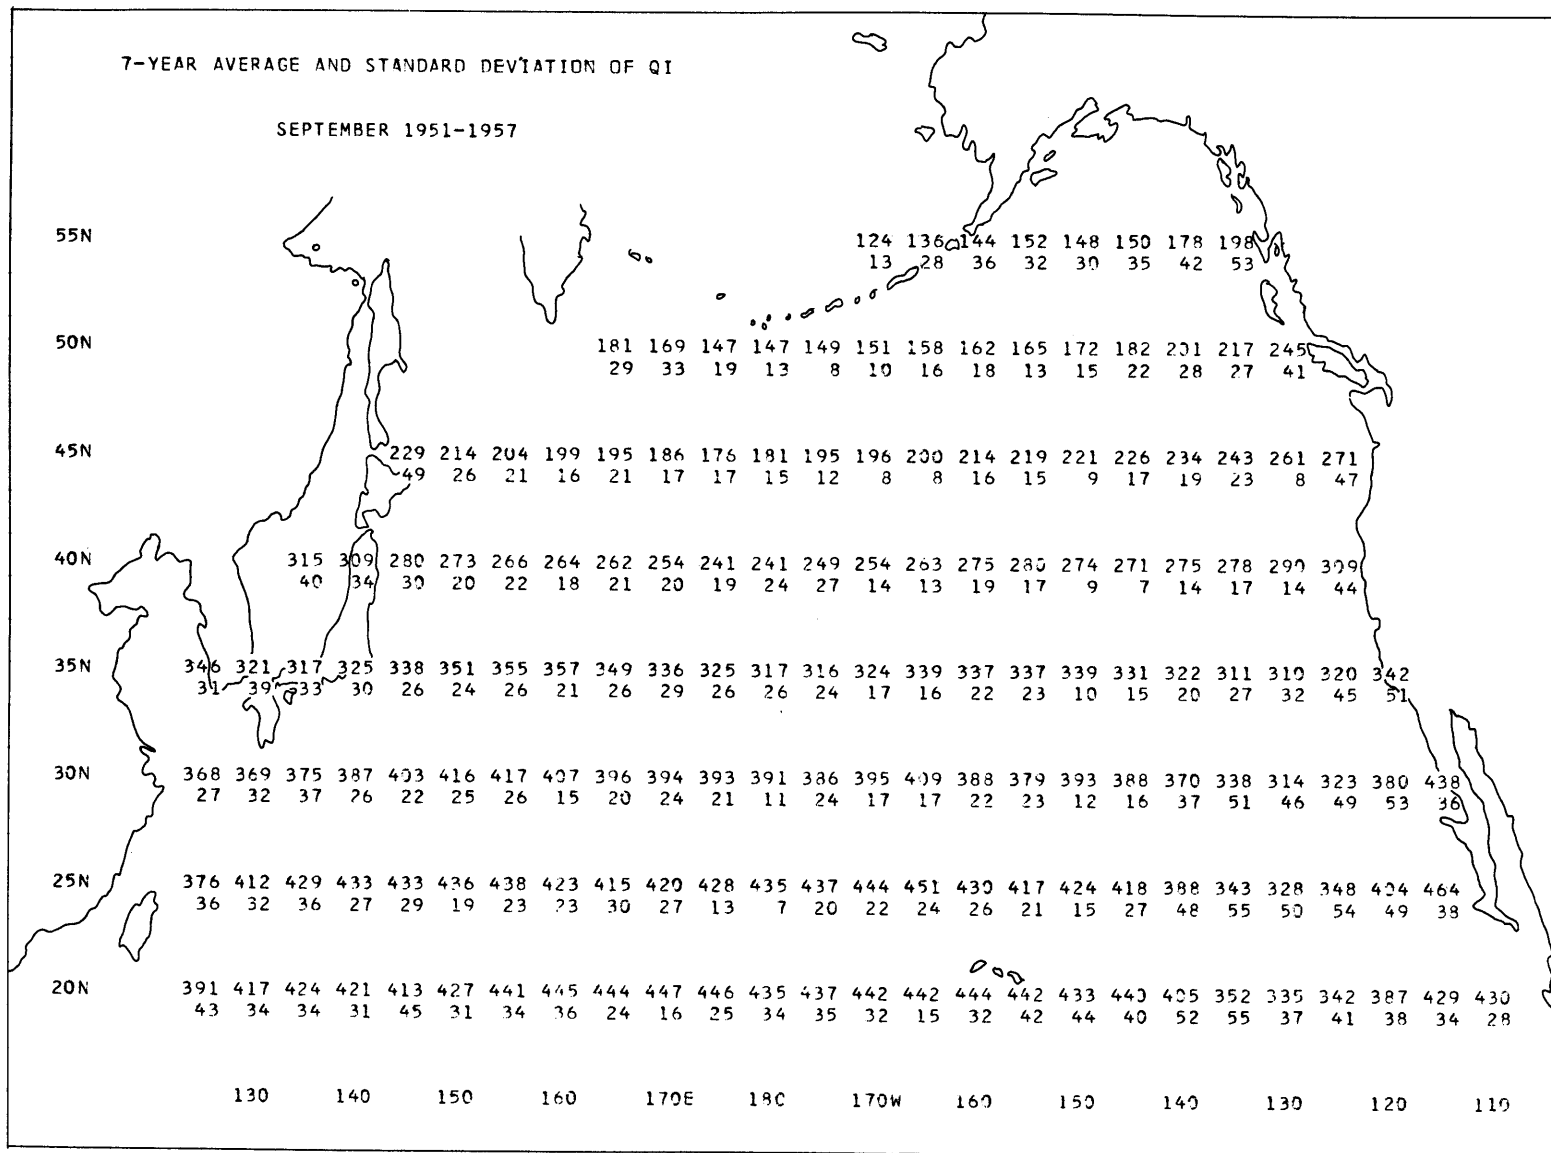 7-YEAR AVERAGE AND STANDARD DEVIATION OF QI
SEPTEMBER 1951-1957
55N 124 136 144 152 148 150 178 198
13 28 36 32 30 35 42 53
50N 181 169 147 147 149 151 158 162 165 172 182 201 217 245
29 33 19 13 8 10 16 18 13 15 22 28 27 41
45N 229 214 204 199 195 186 176 181 195 196 200 214 219 221 226 234 243 261 271
49 26 21 16 21 17 17 15 12 8 8 16 15 9 17 19 23 8 47
40N 315 309 280 273 266 264 262 254 241 241 249 254 263 275 280 274 271 275 278 290 309
40 34 30 20 22 18 21 20 19 24 27 14 13 19 17 9 7 14 17 14 44
35N 346 321 317 325 338 351 355 357 349 336 325 317 316 324 339 337 337 339 331 322 311 310 320 342
31 39 33 30 26 24 26 21 26 29 26 26 24 17 16 22 23 10 15 20 27 32 45 51
30N 368 369 375 387 403 416 417 407 396 394 393 391 386 395 409 388 379 393 388 370 338 314 323 380 438
27 32 37 26 22 25 26 15 20 24 21 11 24 17 17 22 23 12 16 37 51 46 49 53 36
25N 376 412 429 433 433 436 438 423 415 420 428 435 437 444 451 430 417 424 418 388 343 328 348 404 464
36 32 36 27 29 19 23 23 30 27 13 7 20 22 24 26 21 15 27 48 55 50 54 49 38
20N 391 417 424 421 413 427 441 445 444 447 446 435 437 442 442 444 442 433 440 405 352 335 342 387 429 430
43 34 34 31 45 31 34 36 24 16 25 34 35 32 15 32 42 44 40 52 55 37 41 38 34 28
130 140 150 160 170E 180 170W 160 150 140 130 120 110